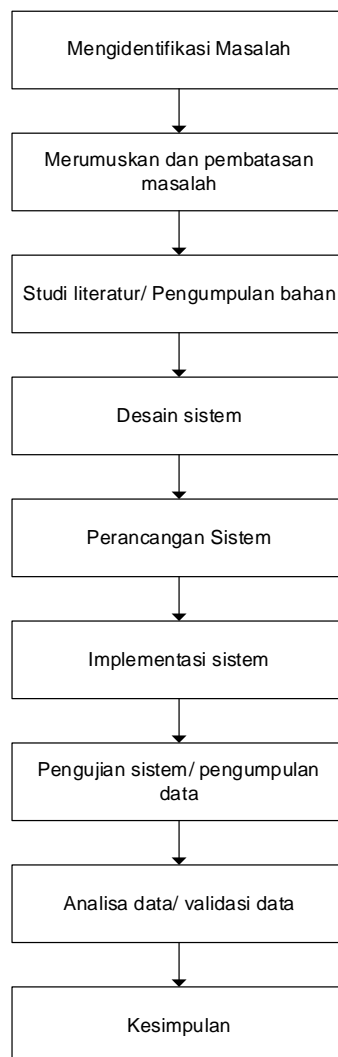 Mengidentifikasi Masalah
Merumuskan dan pembatasan
masalah
Studi literatur/ Pengumpulan bahan
Desain sistem
Perancangan Sistem
Implementasi sistem
Pengujian sistem/ pengumpulan
data
Analisa data/ validasi data
Kesimpulan